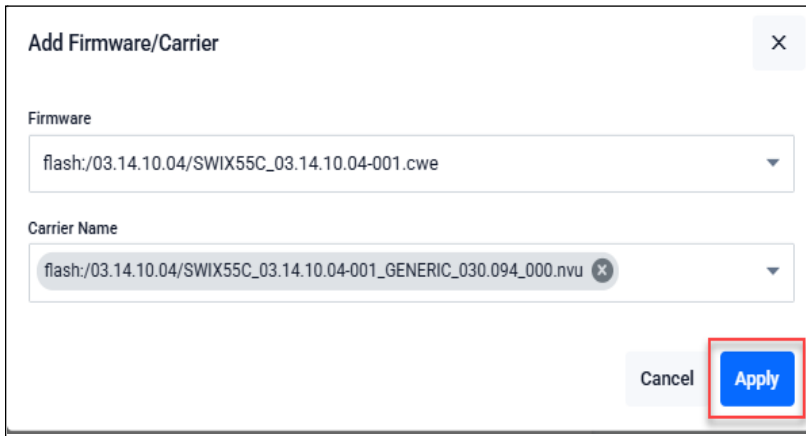 Add Firmware/Carrier
Firmware
flash:/03.14.10.04/SWIX55C_03.14.10.04-001.cwe
Carrier Name
flash:/03.14.10.04/SWIX55C_03.14.10.04-001_GENERIC_030.094_000.nvu
Cancel Apply